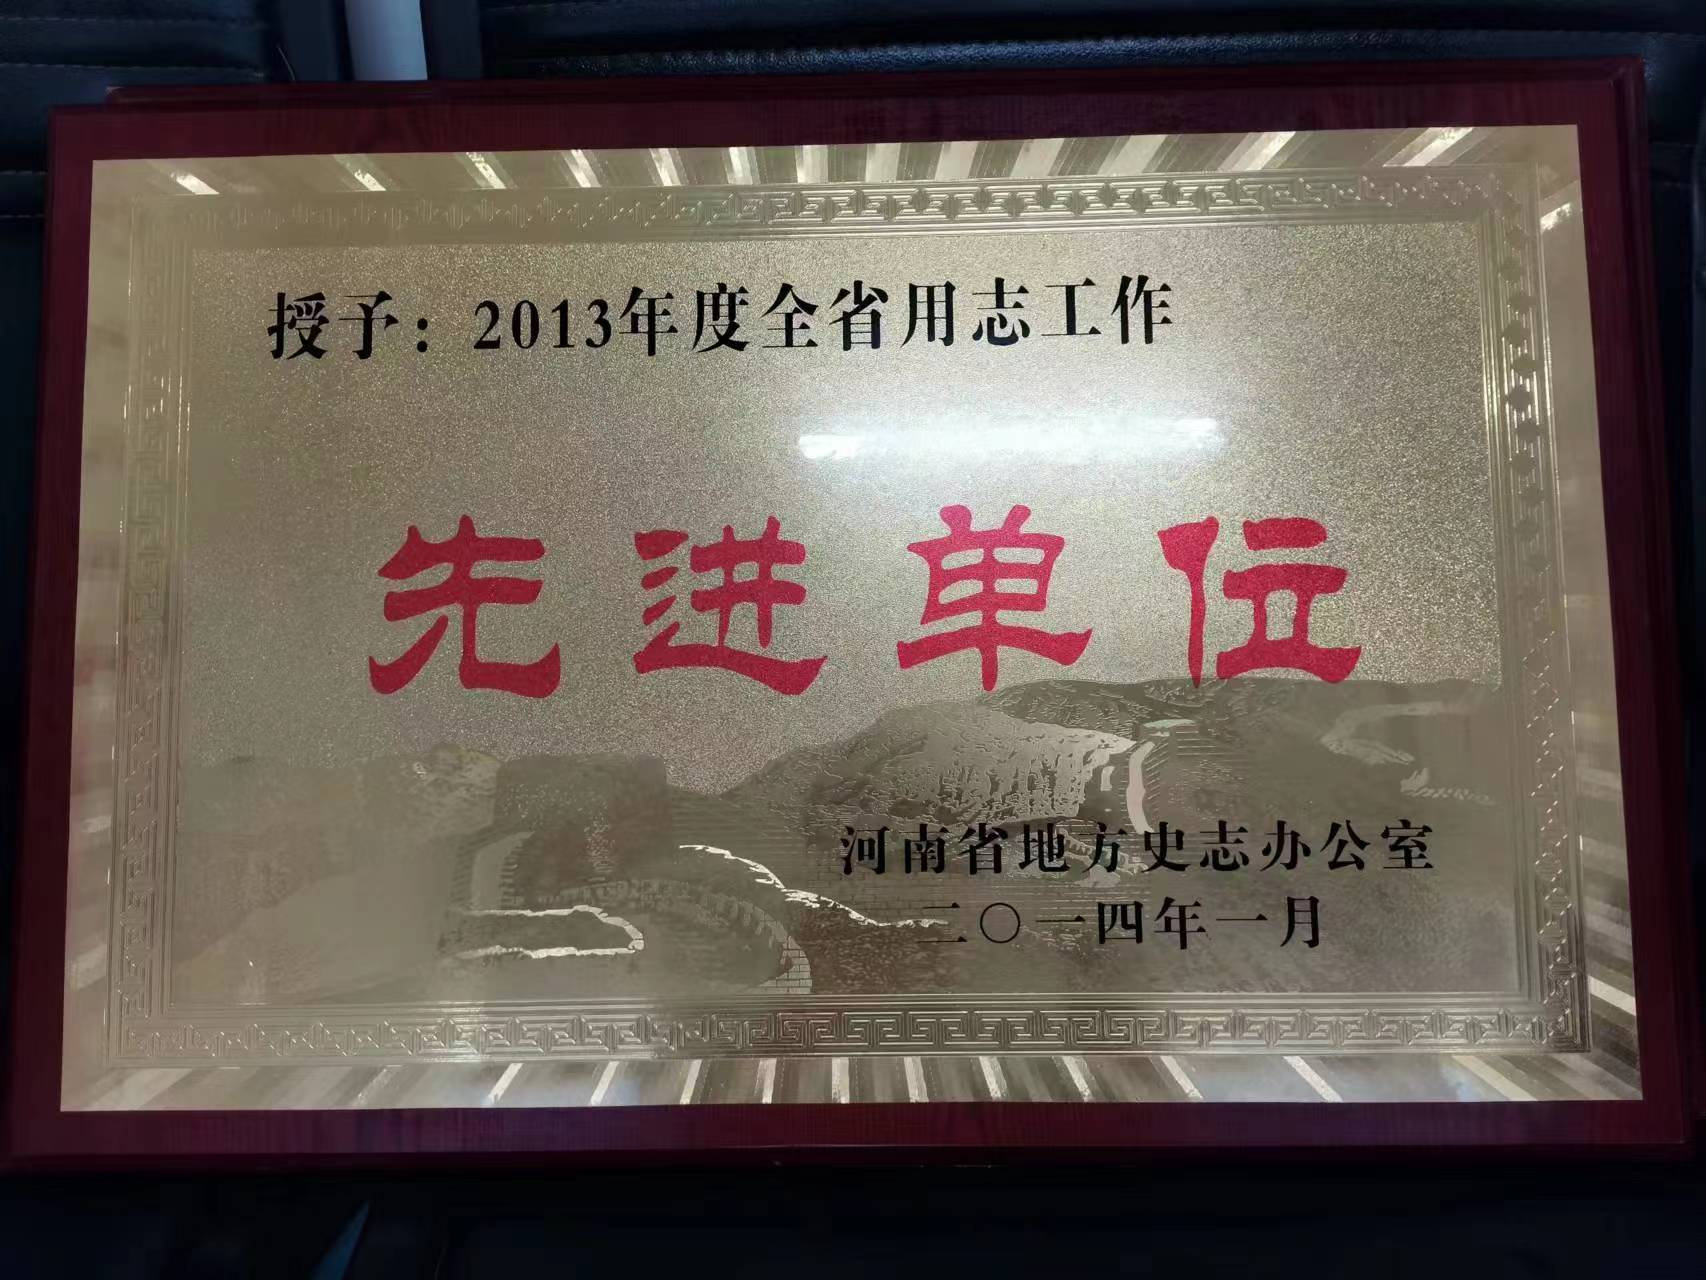 授予：2013年度全省用志工作
先进单位
河南省地方史志办公室
二〇一四年一月